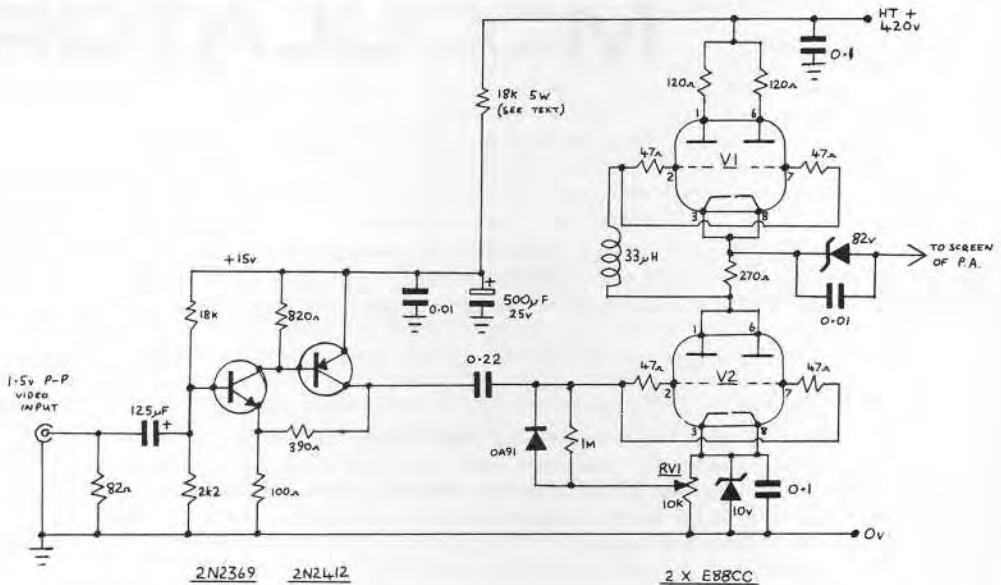 HT +
420v
0.1
18k 5W
(SEE TEXT)
120Ω
120Ω
1
6
47Ω
V1
47Ω
2
7
3
8
33μH
270Ω
82v
TO SCREEN
OF P.A.
0.01
+15v
18k
820Ω
0.01
+
500μF
25v
1
6
47Ω
V2
47Ω
2
7
3
8
0.22
1.5v P-P
VIDEO
INPUT
125μF
+
390Ω
0A91
1M
RV1
10k
10v
0.1
82Ω
2k2
100Ω
0v
2N2369
2N2412
2 X E88CC